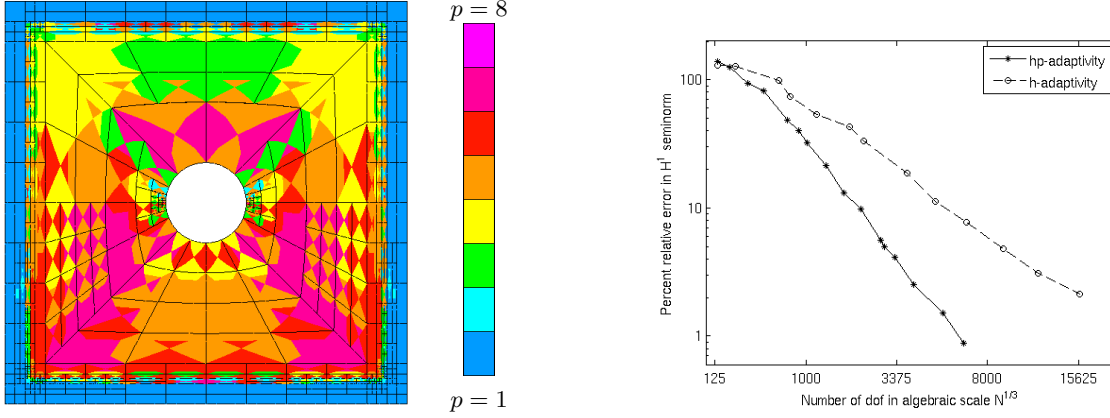 p = 8
p = 1
hp-adaptivity
h-adaptivity
Percent relative error in H¹ seminorm
100
10
1
125 1000 3375 8000 15625
Number of dof in algebraic scale N^{1/3}